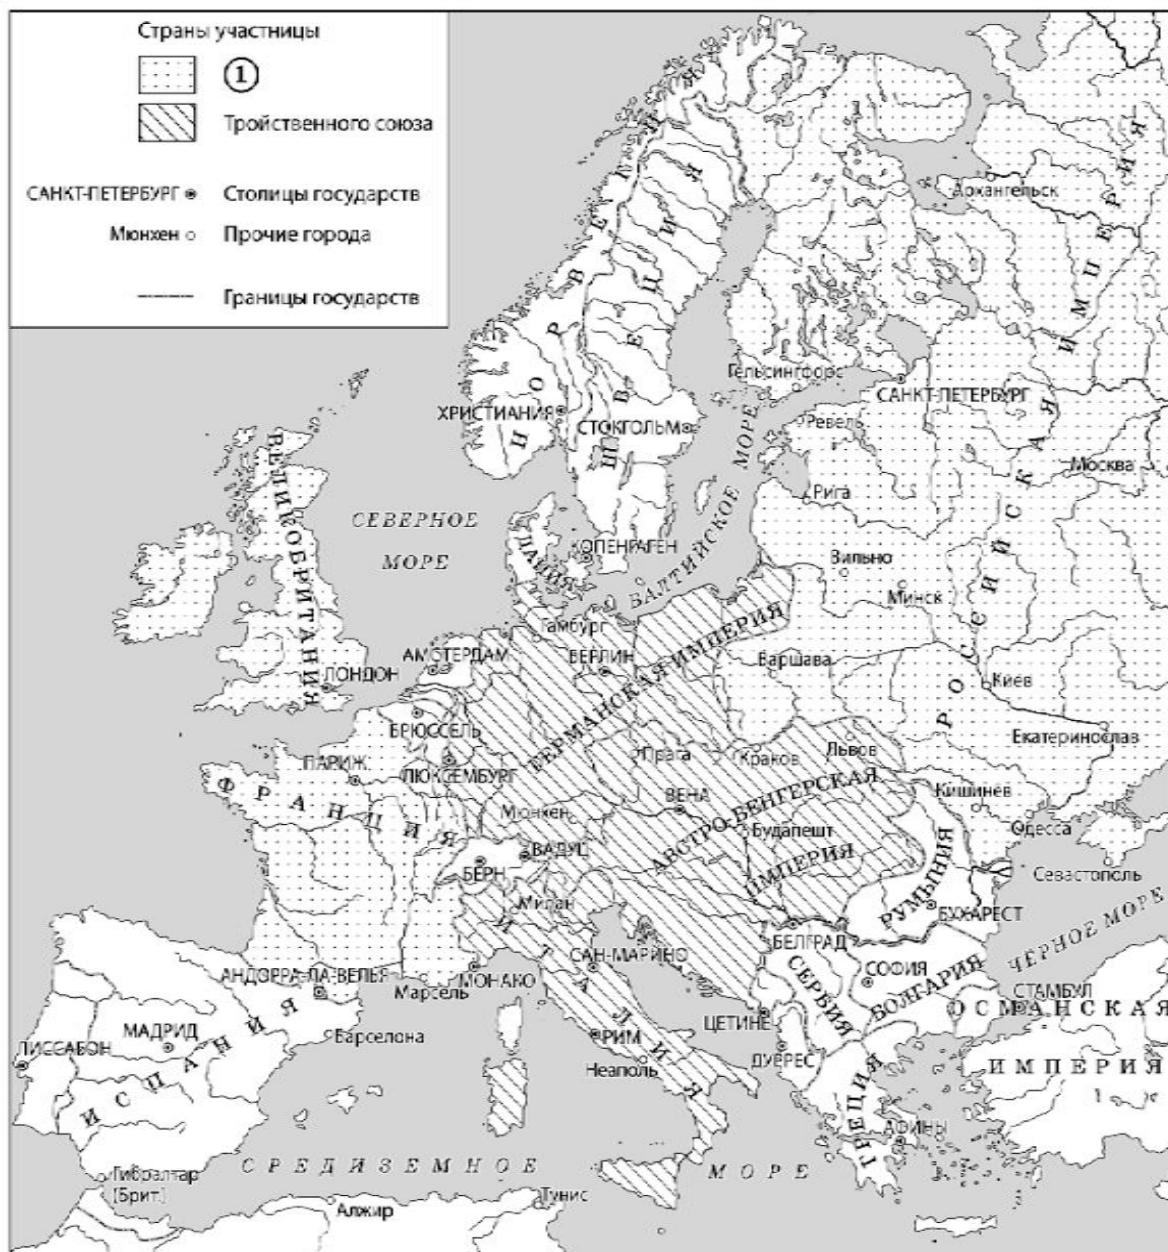 Страны участницы
1
Тройственного союза
САНКТ-ПЕТЕРБУРГ Столицы государств
Мюнхен Прочие города
Границы государств
НОРВЕГИЯ
ШВЕЦИЯ
Архангельск
РОССИЙСКАЯ ИМПЕРИЯ
Гельсингфорс
САНКТ-ПЕТЕРБУРГ
ХРИСТИАНИЯ
СТОКГОЛЬМ
Ревель
Москва
ВЕЛИКОБРИТАНИЯ
Рига
СЕВЕРНОЕ
МОРЕ
БАЛТИЙСКОЕ МОРЕ
ДАНИЯ
КОПЕНГАГЕН
Вильно
Минск
Гамбург
АМСТЕРДАМ
БЕРЛИН
Варшава
ЛОНДОН
Киев
ГЕРМАНСКАЯ ИМПЕРИЯ
БРЮССЕЛЬ
Екатеринослав
ПАРИЖ
ЛЮКСЕМБУРГ
Прага
Краков
Львов
ФРАНЦИЯ
Мюнхен
ВЕНА
АВСТРО-ВЕНГЕРСКАЯ
ИМПЕРИЯ
Кишинёв
Будапешт
Одесса
ВАДУЦ
БЕРН
Севастополь
Милан
РУМЫНИЯ
БУХАРЕСТ
БЕЛГРАД
ЧЕРНОЕ МОРЕ
САН-МАРИНО
ИТАЛИЯ
СЕРБИЯ
СОФИЯ
БОЛГАРИЯ
АНДОРРА-ЛА-ВЕЛЬЯ
Марсель
МОНАКО
СТАМБУЛ
ОСМАНСКАЯ
ИМПЕРИЯ
ЦЕТИНЕ
МАДРИД
Барселона
РИМ
Неаполь
ДУРРЕС
ЛИССАБОН
ИСПАНИЯ
ГРЕЦИЯ
АФИНЫ
Гибралтар
(Брит.)
СРЕДИЗЕМНОЕ МОРЕ
Тунис
Алжир